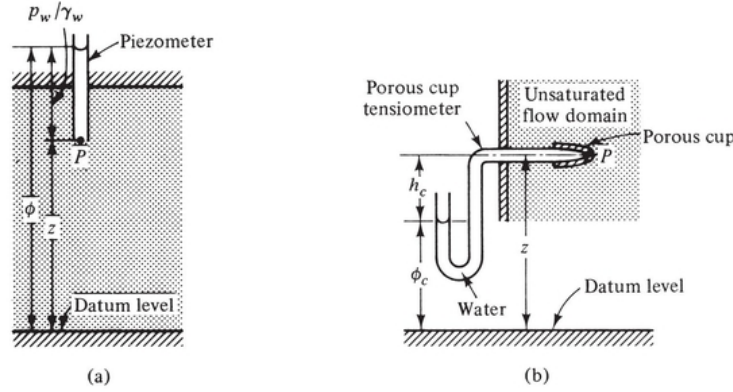 p_w/γ_w
Piezometer
P
ϕ
z
Datum level
(a)
Porous cup
tensiometer
Unsaturated
flow domain
Porous cup
P
h_c
z
ϕ_c
Water
Datum level
(b)